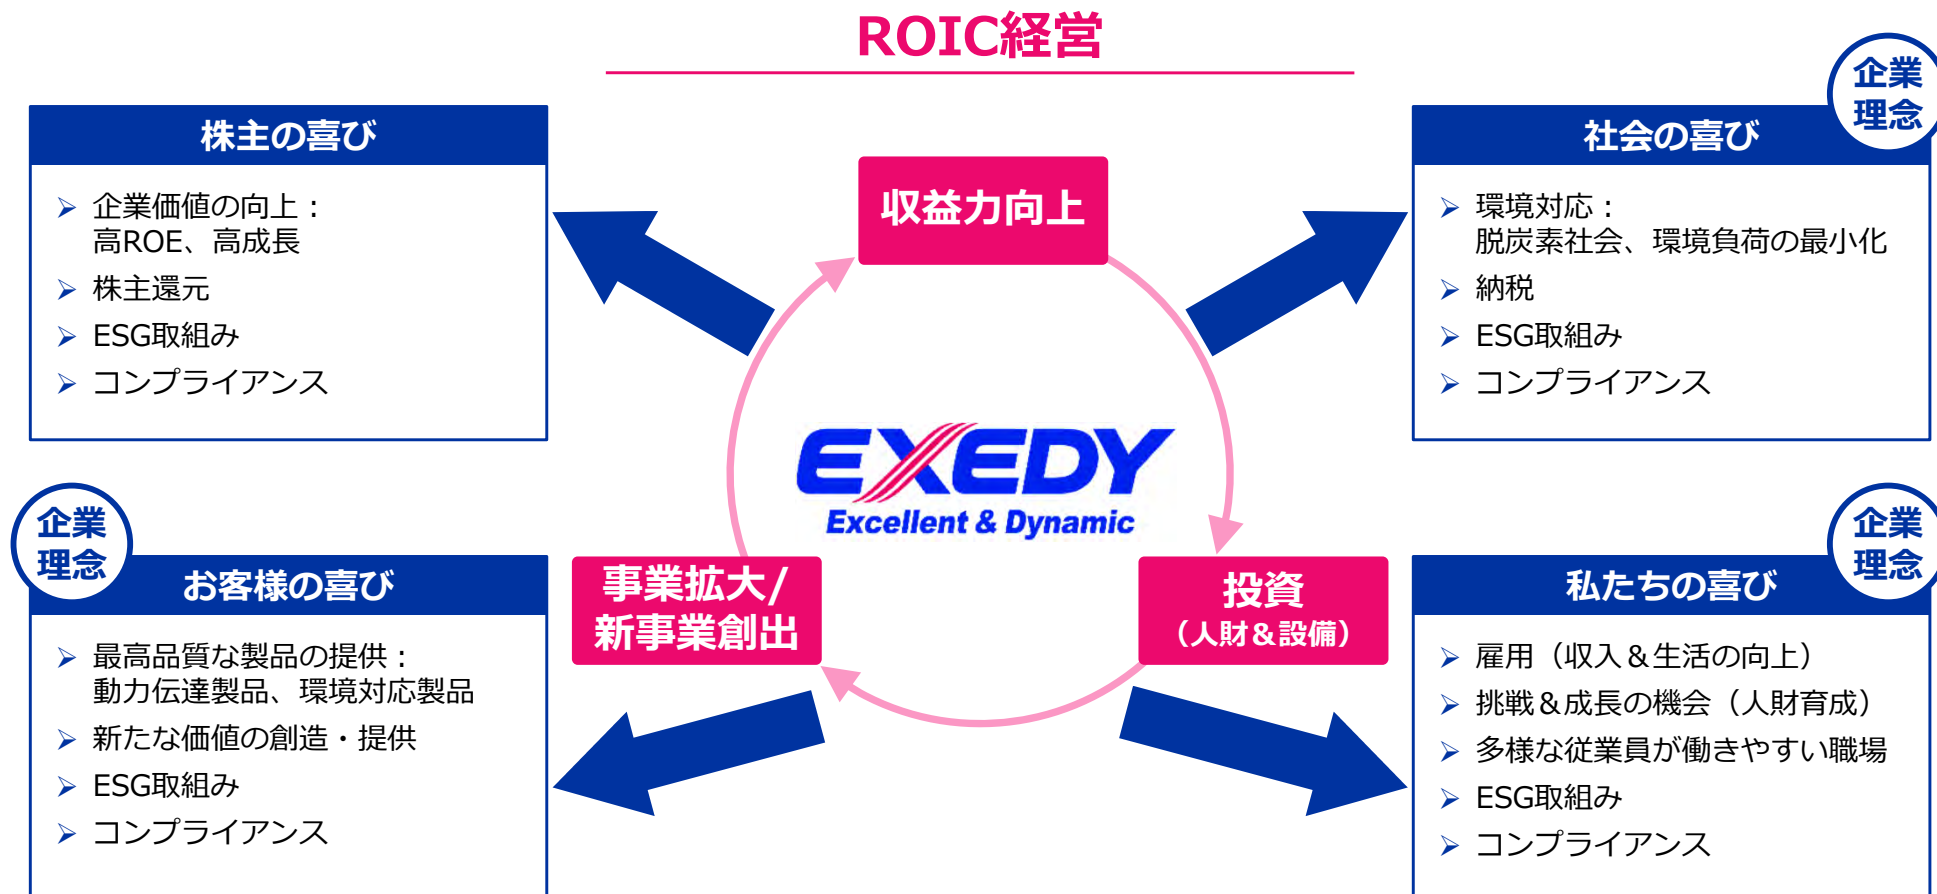 ROIC経営
株主の喜び
➢ 企業価値の向上：
高ROE、高成長
➢ 株主還元
➢ ESG取組み
➢ コンプライアンス
企業
理念
社会の喜び
➢ 環境対応：
脱炭素社会、環境負荷の最小化
➢ 納税
➢ ESG取組み
➢ コンプライアンス
収益力向上
EXEDY
Excellent & Dynamic
事業拡大/
新事業創出
投資
（人財＆設備）
企業
理念
お客様の喜び
➢ 最高品質な製品の提供：
動力伝達製品、環境対応製品
➢ 新たな価値の創造・提供
➢ ESG取組み
➢ コンプライアンス
企業
理念
私たちの喜び
➢ 雇用（収入＆生活の向上）
➢ 挑戦＆成長の機会（人財育成）
➢ 多様な従業員が働きやすい職場
➢ ESG取組み
➢ コンプライアンス